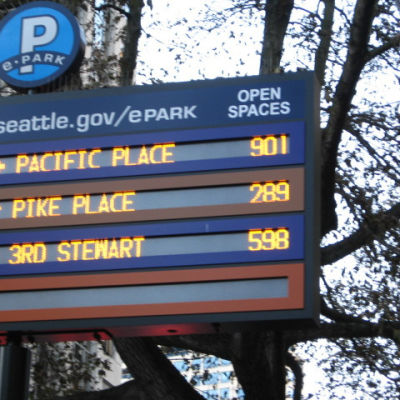 P
e·PARK
seattle.gov/ePARK
OPEN
SPACES
PACIFIC PLACE 901
PIKE PLACE 289
3RD STEWART 598